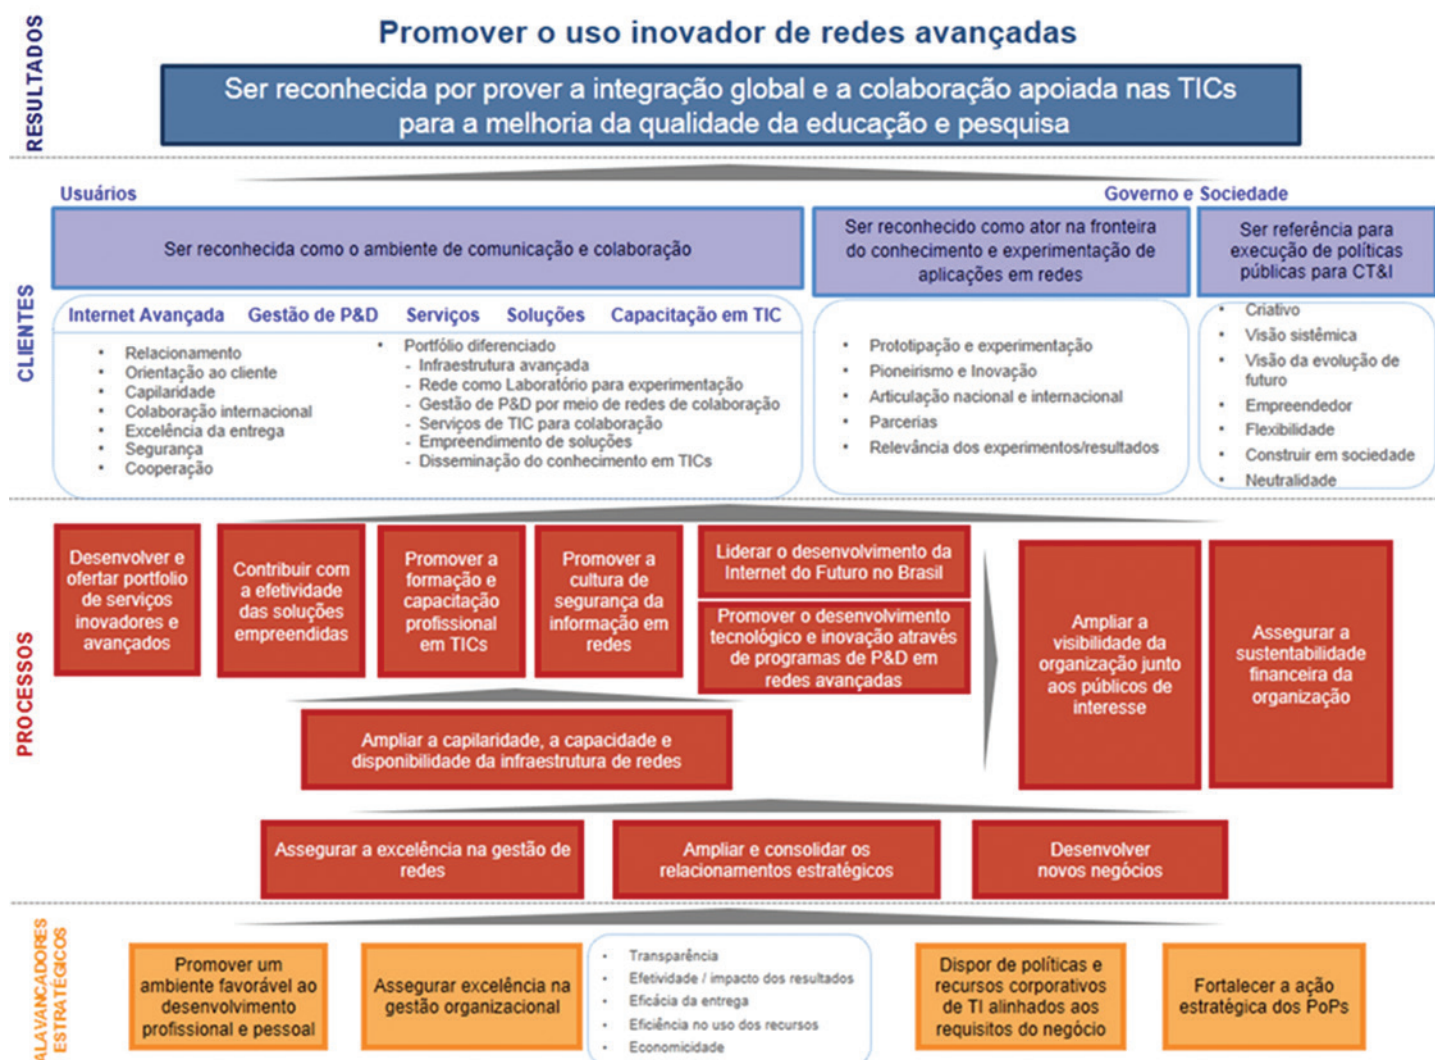 RESULTADOS
Promover o uso inovador de redes avançadas
Ser reconhecida por prover a integração global e a colaboração apoiada nas TICs
para a melhoria da qualidade da educação e pesquisa
CLIENTES
Usuários
Governo e Sociedade
Ser reconhecida como o ambiente de comunicação e colaboração
Ser reconhecido como ator na fronteira
do conhecimento e experimentação de
aplicações em redes
Ser referência para
execução de políticas
públicas para CT&I
Internet Avançada Gestão de P&D Serviços Soluções Capacitação em TIC
• Relacionamento
• Orientação ao cliente
• Capilaridade
• Colaboração internacional
• Excelência da entrega
• Segurança
• Cooperação
• Portfólio diferenciado
- Infraestrutura avançada
- Rede como Laboratório para experimentação
- Gestão de P&D por meio de redes de colaboração
- Serviços de TIC para colaboração
- Empreendimento de soluções
- Disseminação do conhecimento em TICs
• Prototipação e experimentação
• Pioneirismo e Inovação
• Articulação nacional e internacional
• Parcerias
• Relevância dos experimentos/resultados
• Criativo
• Visão sistêmica
• Visão da evolução de
futuro
• Empreendedor
• Flexibilidade
• Construir em sociedade
• Neutralidade
PROCESSOS
Desenvolver e
ofertar portfolio
de serviços
inovadores e
avançados
Contribuir com
a efetividade
das soluções
empreendidas
Promover a
formação e
capacitação
profissional
em TICs
Promover a
cultura de
segurança da
informação em
redes
Liderar o desenvolvimento da
Internet do Futuro no Brasil
Promover o desenvolvimento
tecnológico e inovação através
de programas de P&D em
redes avançadas
Ampliar a
visibilidade da
organização junto
aos públicos de
interesse
Assegurar a
sustentabilidade
financeira da
organização
Ampliar a capilaridade, a capacidade e
disponibilidade da infraestrutura de redes
Assegurar a excelência na gestão de
redes
Ampliar e consolidar os
relacionamentos estratégicos
Desenvolver
novos negócios
ALAVANCADORES
ESTRATÉGICOS
Promover um
ambiente favorável ao
desenvolvimento
profissional e pessoal
Assegurar excelência na
gestão organizacional
• Transparência
• Efetividade / impacto dos resultados
• Eficácia da entrega
• Eficiência no uso dos recursos
• Economicidade
Dispor de políticas e
recursos corporativos
de TI alinhados aos
requisitos do negócio
Fortalecer a ação
estratégica dos PoPs